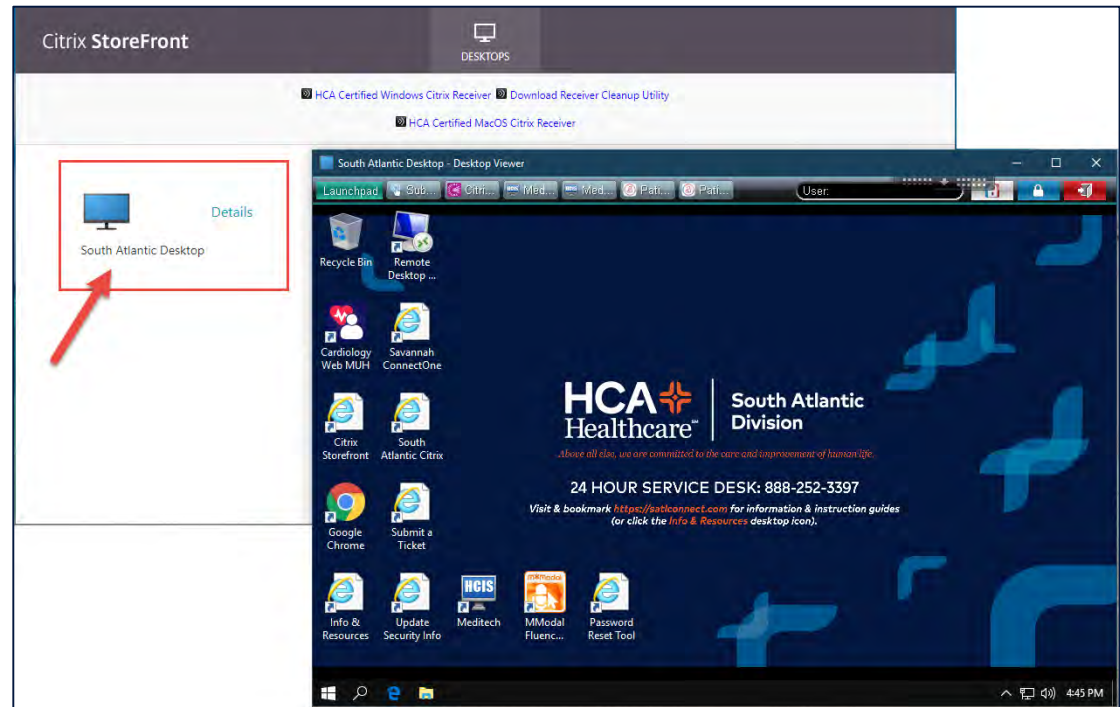 Citrix StoreFront
DESKTOPS
HCA Certified Windows Citrix Receiver Download Receiver Cleanup Utility
HCA Certified MacOS Citrix Receiver
Details
South Atlantic Desktop
South Atlantic Desktop - Desktop Viewer
Launchpad Sub... Citri... Med... Med... Pati... Pati... User:
Recycle Bin
Remote
Desktop ...
Cardiology
Web MUH
Savannah
ConnectOne
Citrix
Storefront
South
Atlantic Citrix
Google
Chrome
Submit a
Ticket
Info &
Resources
Update
Security Info
HCIS
Meditech
m*modal
MModal
Fluenc...
Password
Reset Tool
HCA
Healthcare™
South Atlantic
Division
Above all else, we are committed to the care and improvement of human life.
24 HOUR SERVICE DESK: 888-252-3397
Visit & bookmark https://satlconnect.com for information & instruction guides
(or click the Info & Resources desktop icon).
4:45 PM